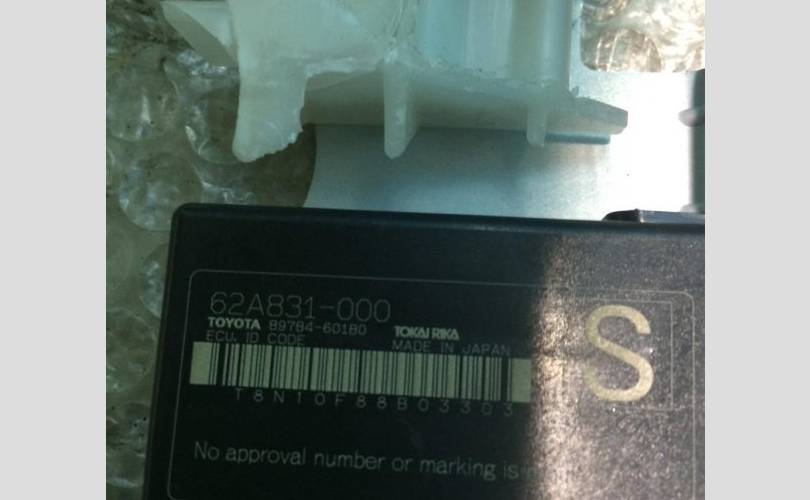 62A831-000
TOYOTA 89784-60180 TOKAI RIKA
ECU, ID CODE MADE IN JAPAN
S
T8N10F88B03303
No approval number or marking is